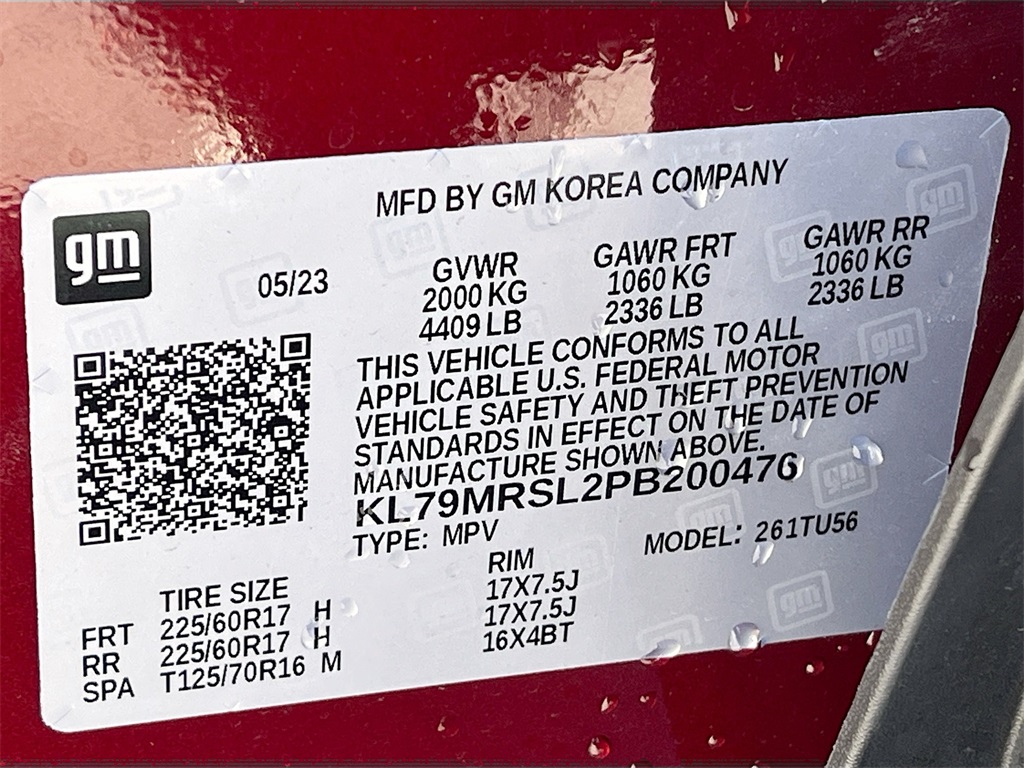 MFD BY GM KOREA COMPANY
gm
05/23
GVWR
2000 KG
4409 LB
GAWR FRT
1060 KG
2336 LB
GAWR RR
1060 KG
2336 LB
THIS VEHICLE CONFORMS TO ALL
APPLICABLE U.S. FEDERAL MOTOR
VEHICLE SAFETY AND THEFT PREVENTION
STANDARDS IN EFFECT ON THE DATE OF
MANUFACTURE SHOWN ABOVE.
KL79MRSL2PB200476
TYPE: MPV
MODEL: 261TU56
TIRE SIZE RIM
FRT 225/60R17 H 17X7.5J
RR 225/60R17 H 17X7.5J
SPA T125/70R16 M 16X4BT